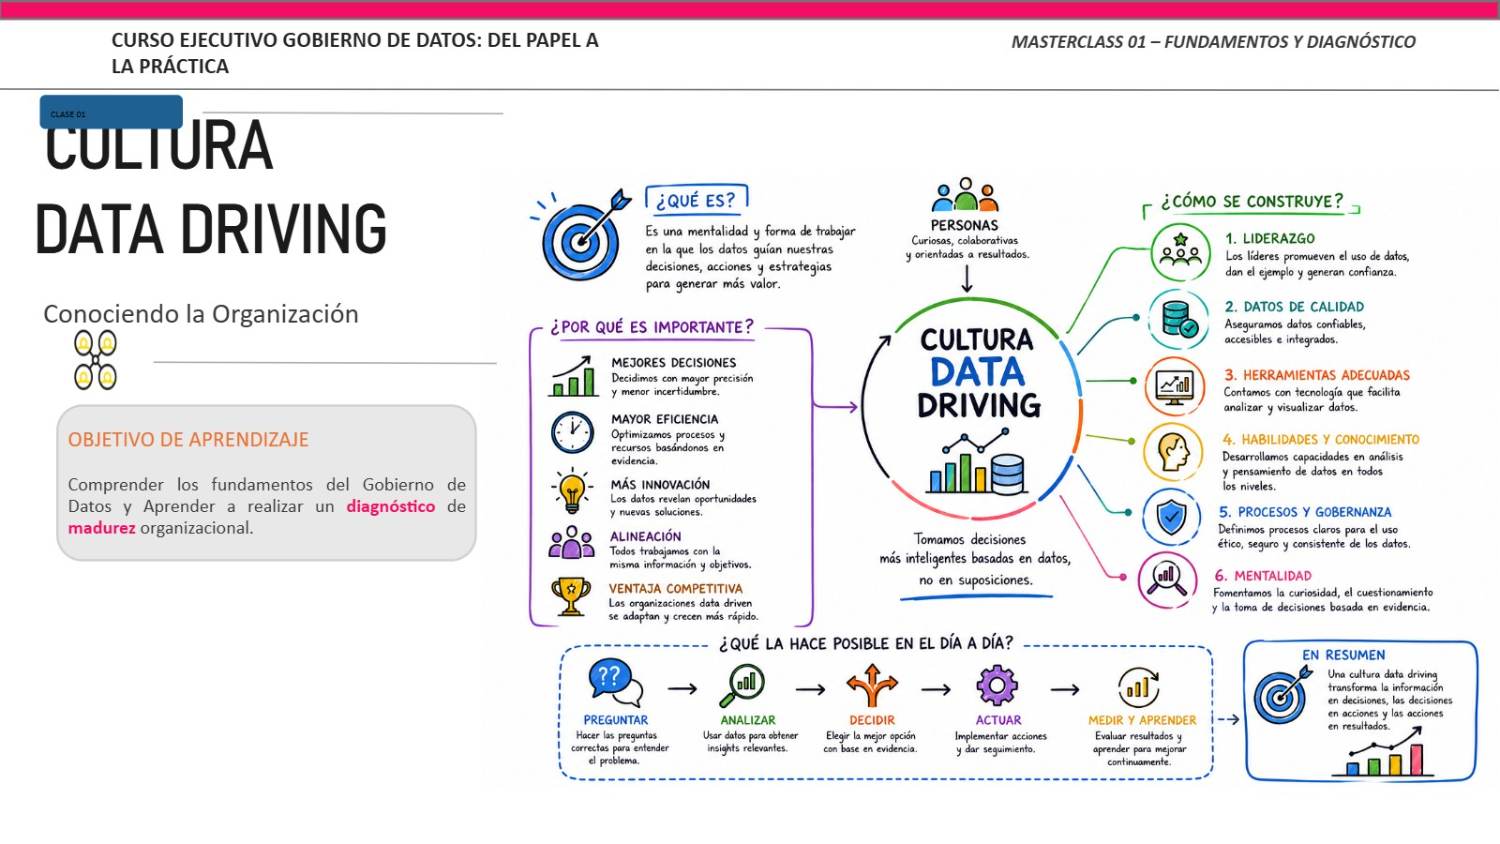 CURSO EJECUTIVO GOBIERNO DE DATOS: DEL PAPEL A
LA PRÁCTICA
MASTERCLASS 01 – FUNDAMENTOS Y DIAGNÓSTICO
CLASE 01
CULTURA
DATA DRIVING
Conociendo la Organización
OBJETIVO DE APRENDIZAJE
Comprender los fundamentos del Gobierno de
Datos y Aprender a realizar un diagnóstico de
madurez organizacional.
¿QUÉ ES?
Es una mentalidad y forma de trabajar
en la que los datos guían nuestras
decisiones, acciones y estrategias
para generar más valor.
¿POR QUÉ ES IMPORTANTE?
MEJORES DECISIONES
Decidimos con mayor precisión
y menor incertidumbre.
MAYOR EFICIENCIA
Optimizamos procesos y
recursos basándonos en
evidencia.
MÁS INNOVACIÓN
Los datos revelan oportunidades
y nuevas soluciones.
ALINEACIÓN
Todos trabajamos con la
misma información y objetivos.
VENTAJA COMPETITIVA
Las organizaciones data driven
se adaptan y crecen más rápido.
PERSONAS
Curiosas, colaborativas
y orientadas a resultados.
CULTURA
DATA
DRIVING
Tomamos decisiones
más inteligentes basadas en datos,
no en suposiciones.
¿CÓMO SE CONSTRUYE?
1. LIDERAZGO
Los líderes promueven el uso de datos,
dan el ejemplo y generan confianza.
2. DATOS DE CALIDAD
Aseguramos datos confiables,
accesibles e integrados.
3. HERRAMIENTAS ADECUADAS
Contamos con tecnología que facilita
analizar y visualizar datos.
4. HABILIDADES Y CONOCIMIENTO
Desarrollamos capacidades en análisis
y pensamiento de datos en todos
los niveles.
5. PROCESOS Y GOBERNANZA
Definimos procesos claros para el uso
ético, seguro y consistente de los datos.
6. MENTALIDAD
Fomentamos la curiosidad, el cuestionamiento
y la toma de decisiones basada en evidencia.
¿QUÉ LA HACE POSIBLE EN EL DÍA A DÍA?
??
PREGUNTAR
Hacer las preguntas
correctas para entender
el problema.
ANALIZAR
Usar datos para obtener
insights relevantes.
DECIDIR
Elegir la mejor opción
con base en evidencia.
ACTUAR
Implementar acciones
y dar seguimiento.
MEDIR Y APRENDER
Evaluar resultados y
aprender para mejorar
continuamente.
EN RESUMEN
Una cultura data driving
transforma la información
en decisiones, las decisiones
en acciones y las acciones
en resultados.